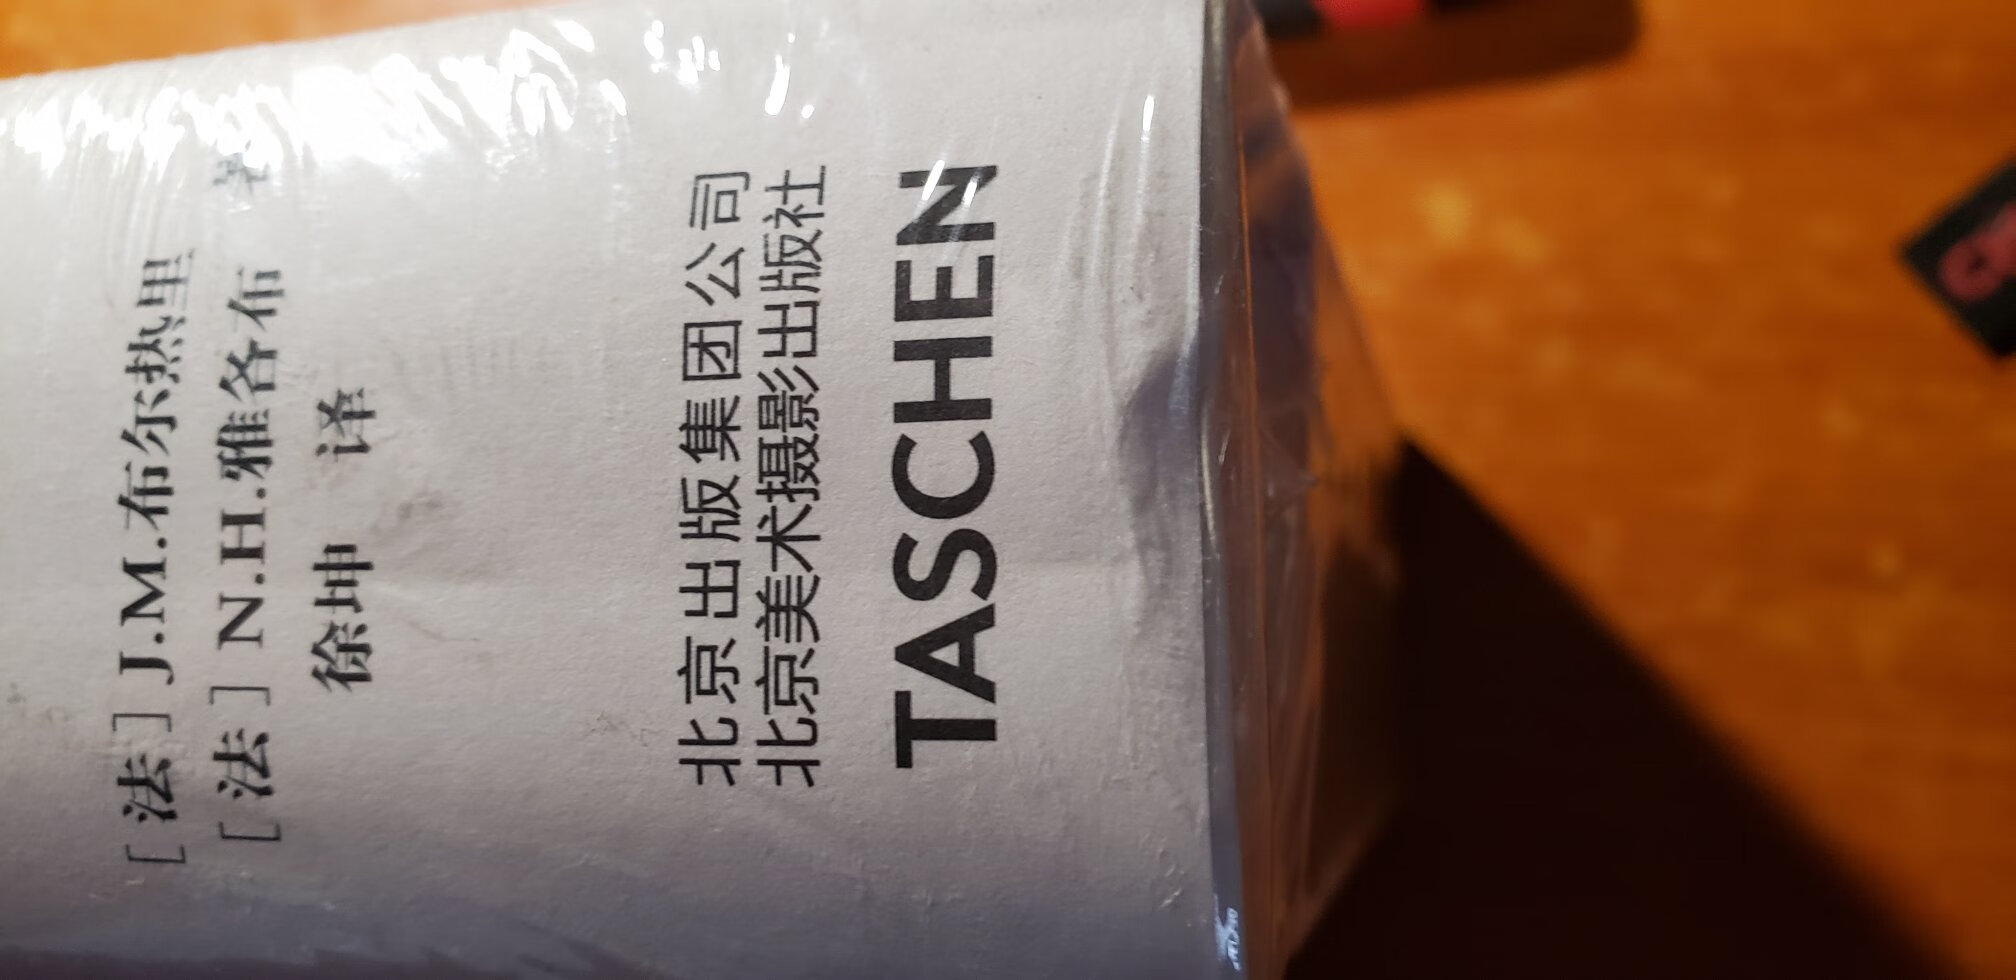 [法] J.M.布尔热里
[法] N.H.雅各布 著
徐坤 译
北京出版集团公司
北京美术摄影出版社
TASCHEN